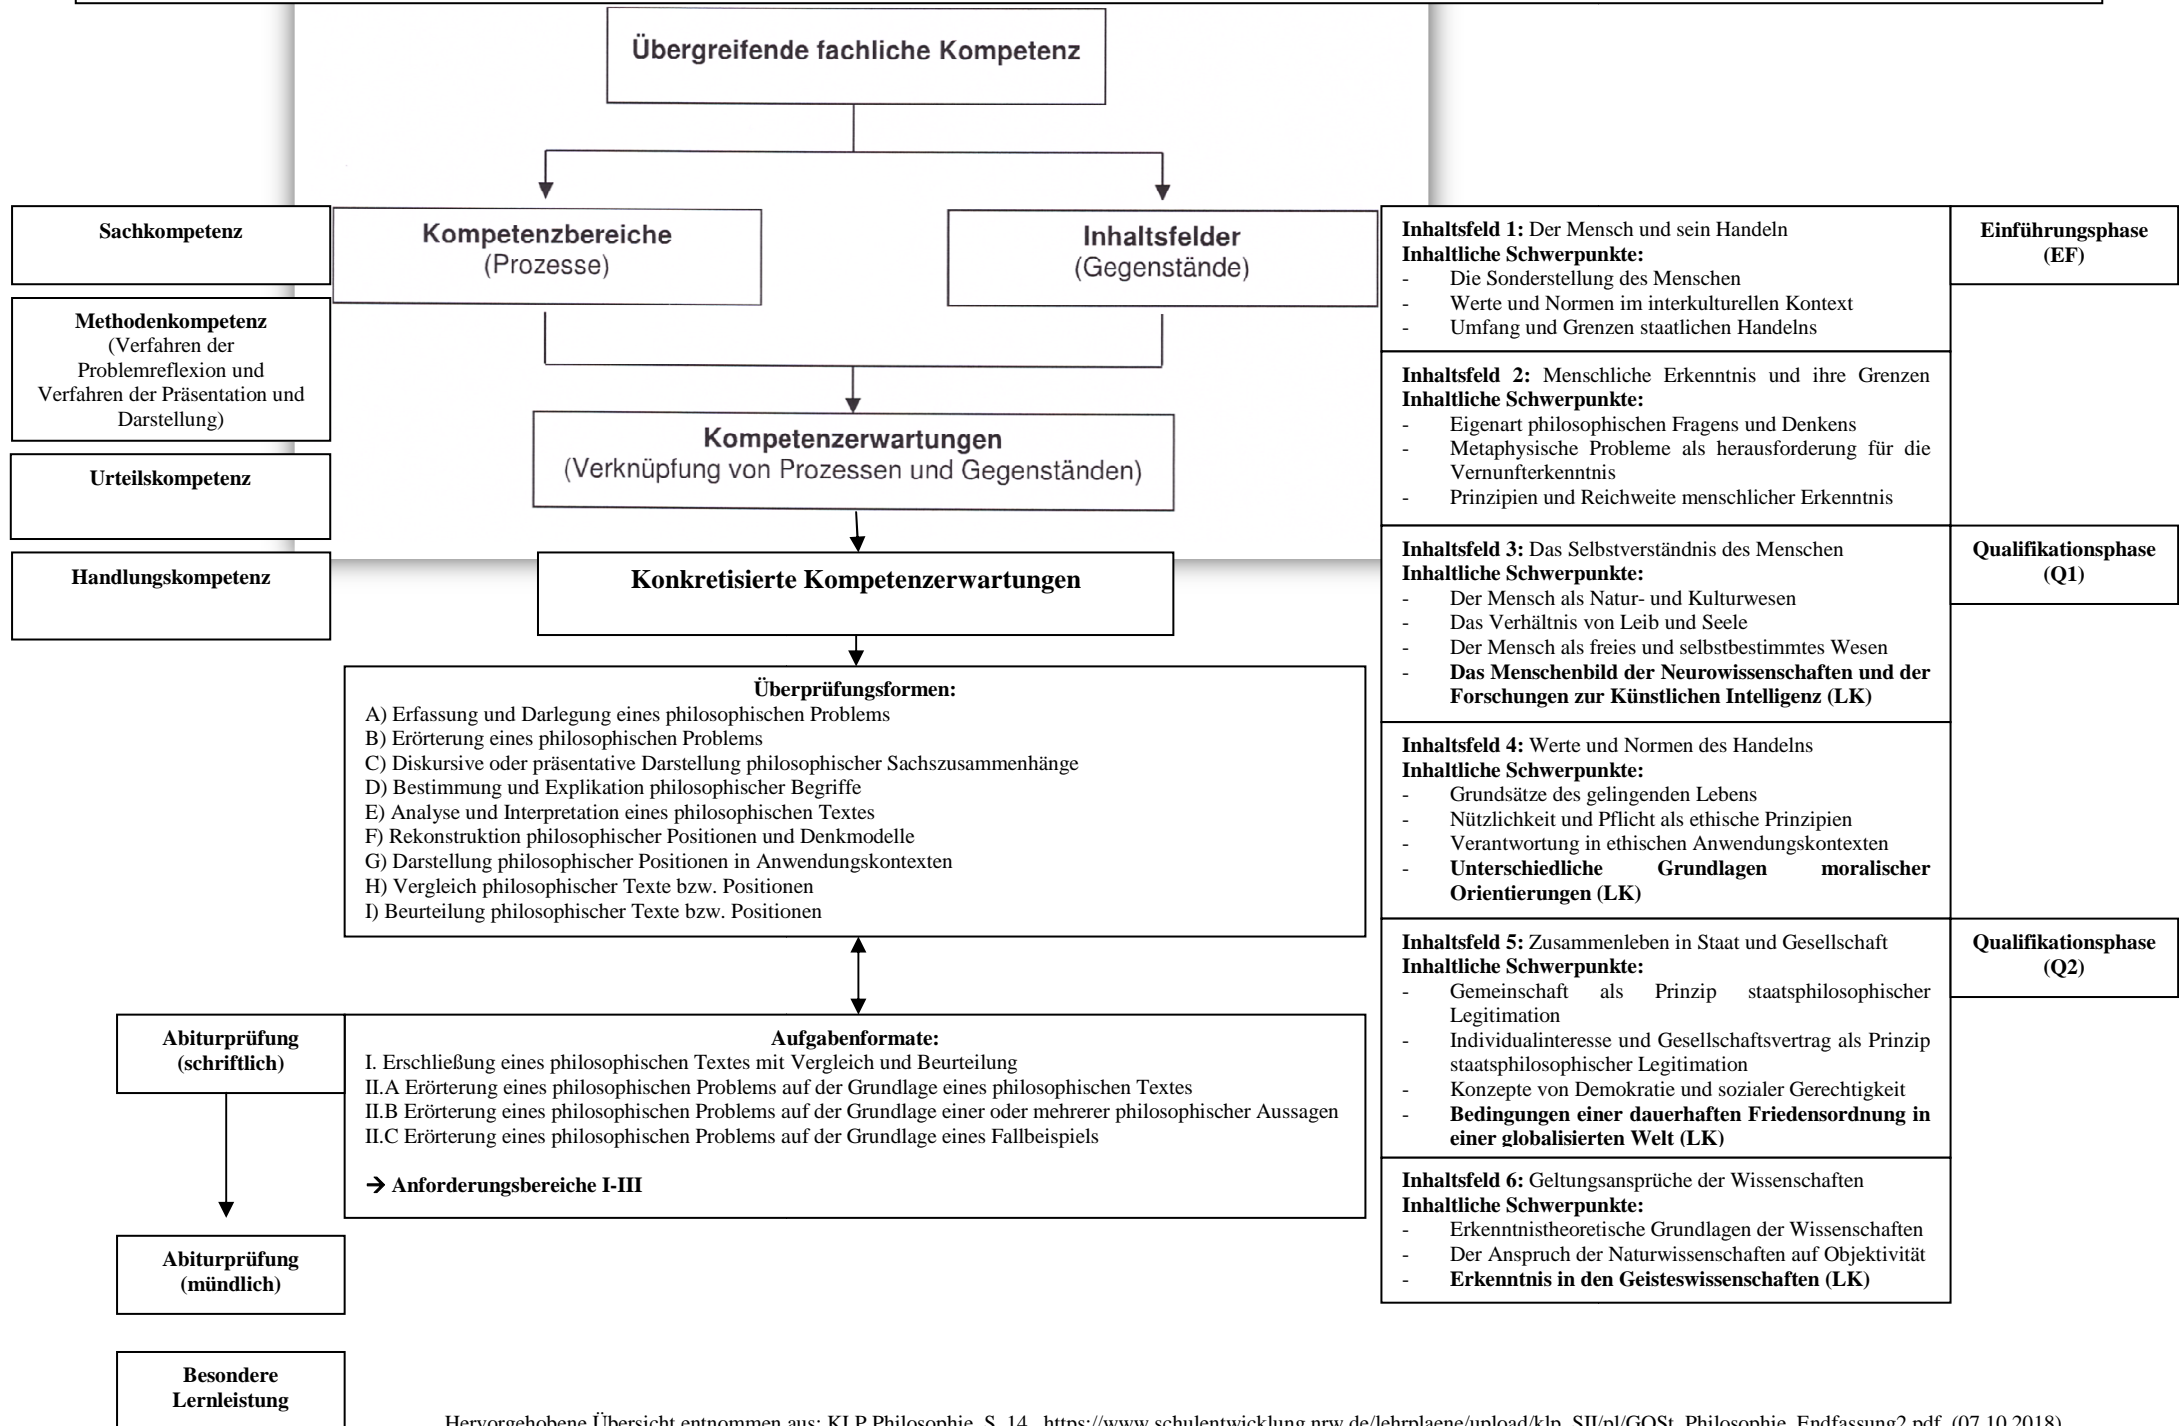 Übergreifende fachliche Kompetenz
Kompetenzbereiche
(Prozesse)
Inhaltsfelder
(Gegenstände)
Kompetenzerwartungen
(Verknüpfung von Prozessen und Gegenständen)
Konkretisierte Kompetenzerwartungen
Sachkompetenz
Methodenkompetenz
(Verfahren der
Problemreflexion und
Verfahren der Präsentation und
Darstellung)
Urteilskompetenz
Handlungskompetenz
Überprüfungsformen:
A) Erfassung und Darlegung eines philosophischen Problems
B) Erörterung eines philosophischen Problems
C) Diskursive oder präsentative Darstellung philosophischer Sachszusammenhänge
D) Bestimmung und Explikation philosophischer Begriffe
E) Analyse und Interpretation eines philosophischen Textes
F) Rekonstruktion philosophischer Positionen und Denkmodelle
G) Darstellung philosophischer Positionen in Anwendungskontexten
H) Vergleich philosophischer Texte bzw. Positionen
I) Beurteilung philosophischer Texte bzw. Positionen
Abiturprüfung
(schriftlich)
Aufgabenformate:
I. Erschließung eines philosophischen Textes mit Vergleich und Beurteilung
II.A Erörterung eines philosophischen Problems auf der Grundlage eines philosophischen Textes
II.B Erörterung eines philosophischen Problems auf der Grundlage einer oder mehrerer philosophischer Aussagen
II.C Erörterung eines philosophischen Problems auf der Grundlage eines Fallbeispiels
→ Anforderungsbereiche I-III
Abiturprüfung
(mündlich)
Besondere
Lernleistung
Inhaltsfeld 1: Der Mensch und sein Handeln
Inhaltliche Schwerpunkte:
- Die Sonderstellung des Menschen
- Werte und Normen im interkulturellen Kontext
- Umfang und Grenzen staatlichen Handelns
Einführungsphase
(EF)
Inhaltsfeld 2: Menschliche Erkenntnis und ihre Grenzen
Inhaltliche Schwerpunkte:
- Eigenart philosophischen Fragens und Denkens
- Metaphysische Probleme als herausforderung für die
Vernunfterkenntnis
- Prinzipien und Reichweite menschlicher Erkenntnis
Inhaltsfeld 3: Das Selbstverständnis des Menschen
Inhaltliche Schwerpunkte:
- Der Mensch als Natur- und Kulturwesen
- Das Verhältnis von Leib und Seele
- Der Mensch als freies und selbstbestimmtes Wesen
- Das Menschenbild der Neurowissenschaften und der
Forschungen zur Künstlichen Intelligenz (LK)
Qualifikationsphase
(Q1)
Inhaltsfeld 4: Werte und Normen des Handelns
Inhaltliche Schwerpunkte:
- Grundsätze des gelingenden Lebens
- Nützlichkeit und Pflicht als ethische Prinzipien
- Verantwortung in ethischen Anwendungskontexten
- Unterschiedliche Grundlagen moralischer
Orientierungen (LK)
Inhaltsfeld 5: Zusammenleben in Staat und Gesellschaft
Inhaltliche Schwerpunkte:
- Gemeinschaft als Prinzip staatsphilosophischer
Legitimation
- Individualinteresse und Gesellschaftsvertrag als Prinzip
staatsphilosophischer Legitimation
- Konzepte von Demokratie und sozialer Gerechtigkeit
- Bedingungen einer dauerhaften Friedensordnung in
einer globalisierten Welt (LK)
Qualifikationsphase
(Q2)
Inhaltsfeld 6: Geltungsansprüche der Wissenschaften
Inhaltliche Schwerpunkte:
- Erkenntnistheoretische Grundlagen der Wissenschaften
- Der Anspruch der Naturwissenschaften auf Objektivität
- Erkenntnis in den Geisteswissenschaften (LK)
Hervorgehobene Übersicht entnommen aus: KLP Philosophie, S. 14., https://www.schulentwicklung.nrw.de/lehrplaene/upload/klp_SII/pl/GOSt_Philosophie_Endfassung2.pdf, (07.10.2018)